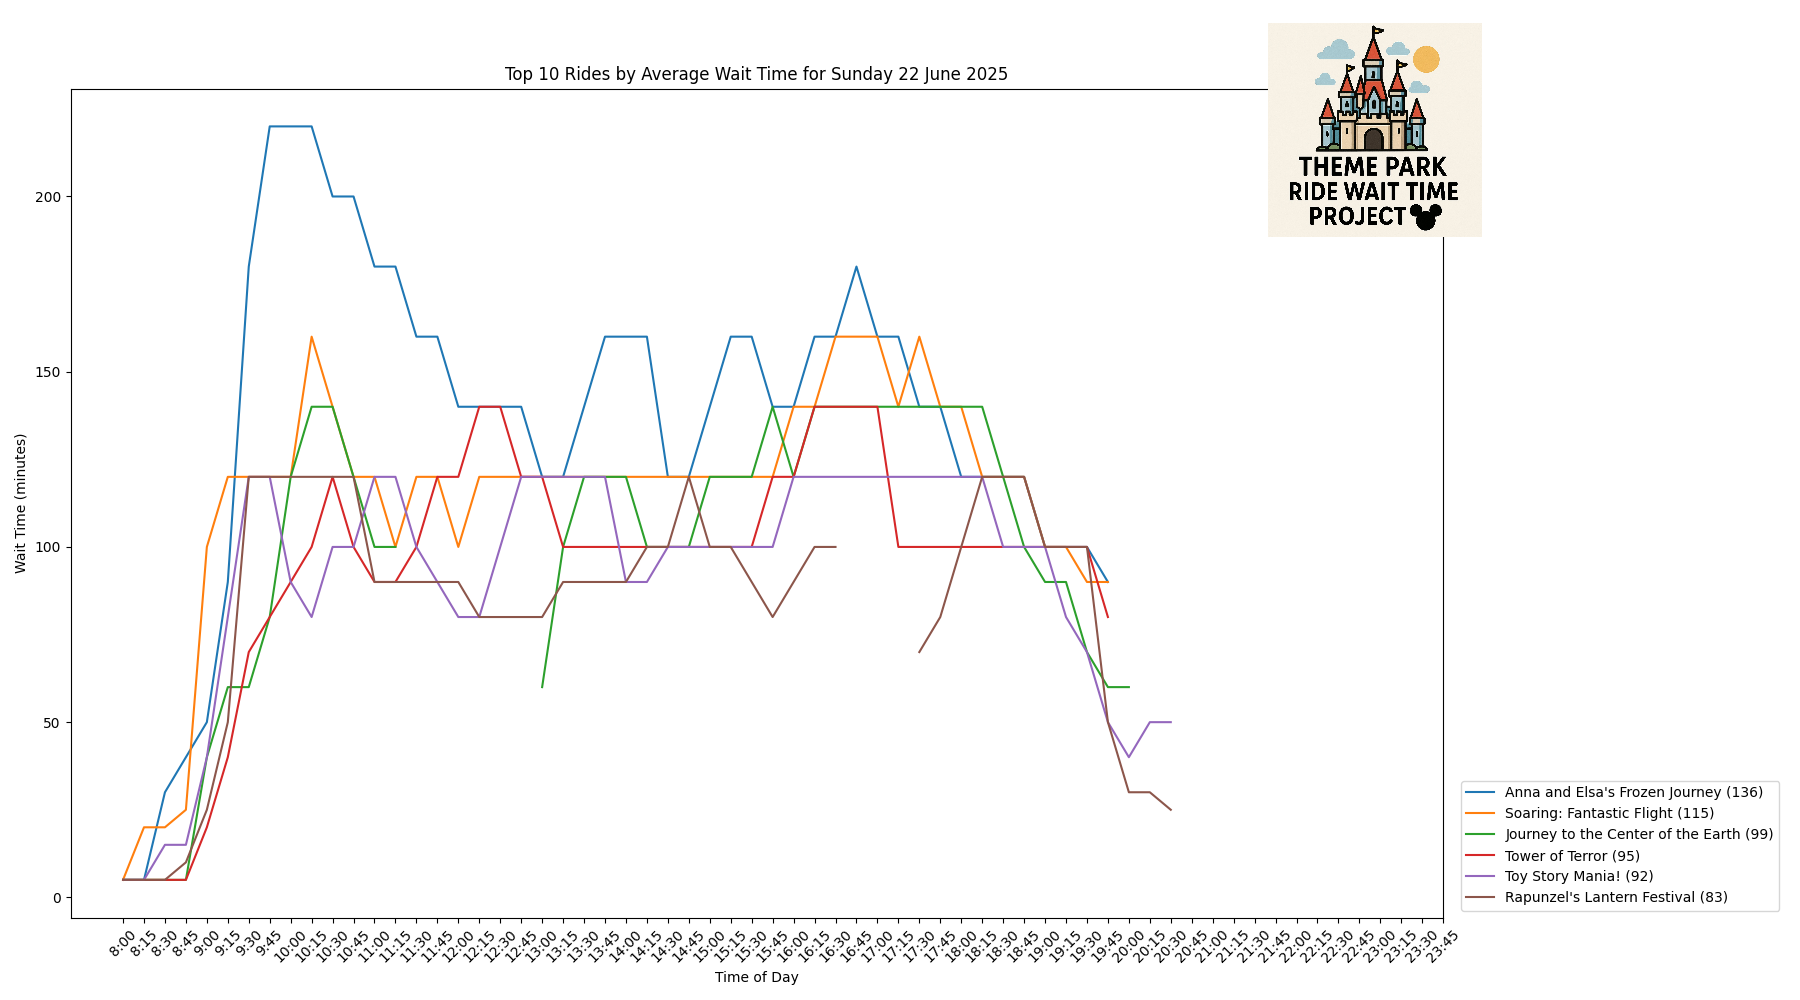 Top 10 Rides by Average Wait Time for Sunday 22 June 2025
THEME PARK
RIDE WAIT TIME
PROJECT
Wait Time (minutes)
200
150
100
50
0
8:00 8:15 8:30 8:45 9:00 9:15 9:30 9:45 10:00 10:15 10:30 10:45 11:00 11:15 11:30 11:45 12:00 12:15 12:30 12:45 13:00 13:15 13:30 13:45 14:00 14:15 14:30 14:45 15:00 15:15 15:30 15:45 16:00 16:15 16:30 16:45 17:00 17:15 17:30 17:45 18:00 18:15 18:30 18:45 19:00 19:15 19:30 19:45 20:00 20:15 20:30 20:45 21:00 21:15 21:30 21:45 22:00 22:15 22:30 22:45 23:00 23:15 23:30 23:45
Time of Day
Anna and Elsa's Frozen Journey (136)
Soaring: Fantastic Flight (115)
Journey to the Center of the Earth (99)
Tower of Terror (95)
Toy Story Mania! (92)
Rapunzel's Lantern Festival (83)